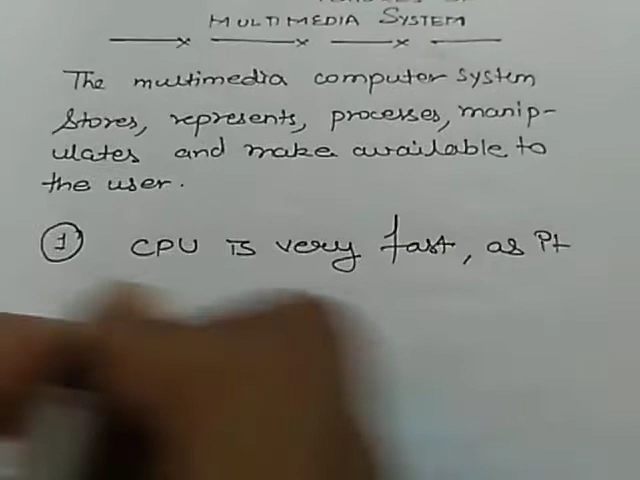 MULTIMEDIA SYSTEM
The multimedia computer system
stores, represents, processes, manip-
ulates and make available to
the user.
① CPU is very fast, as it